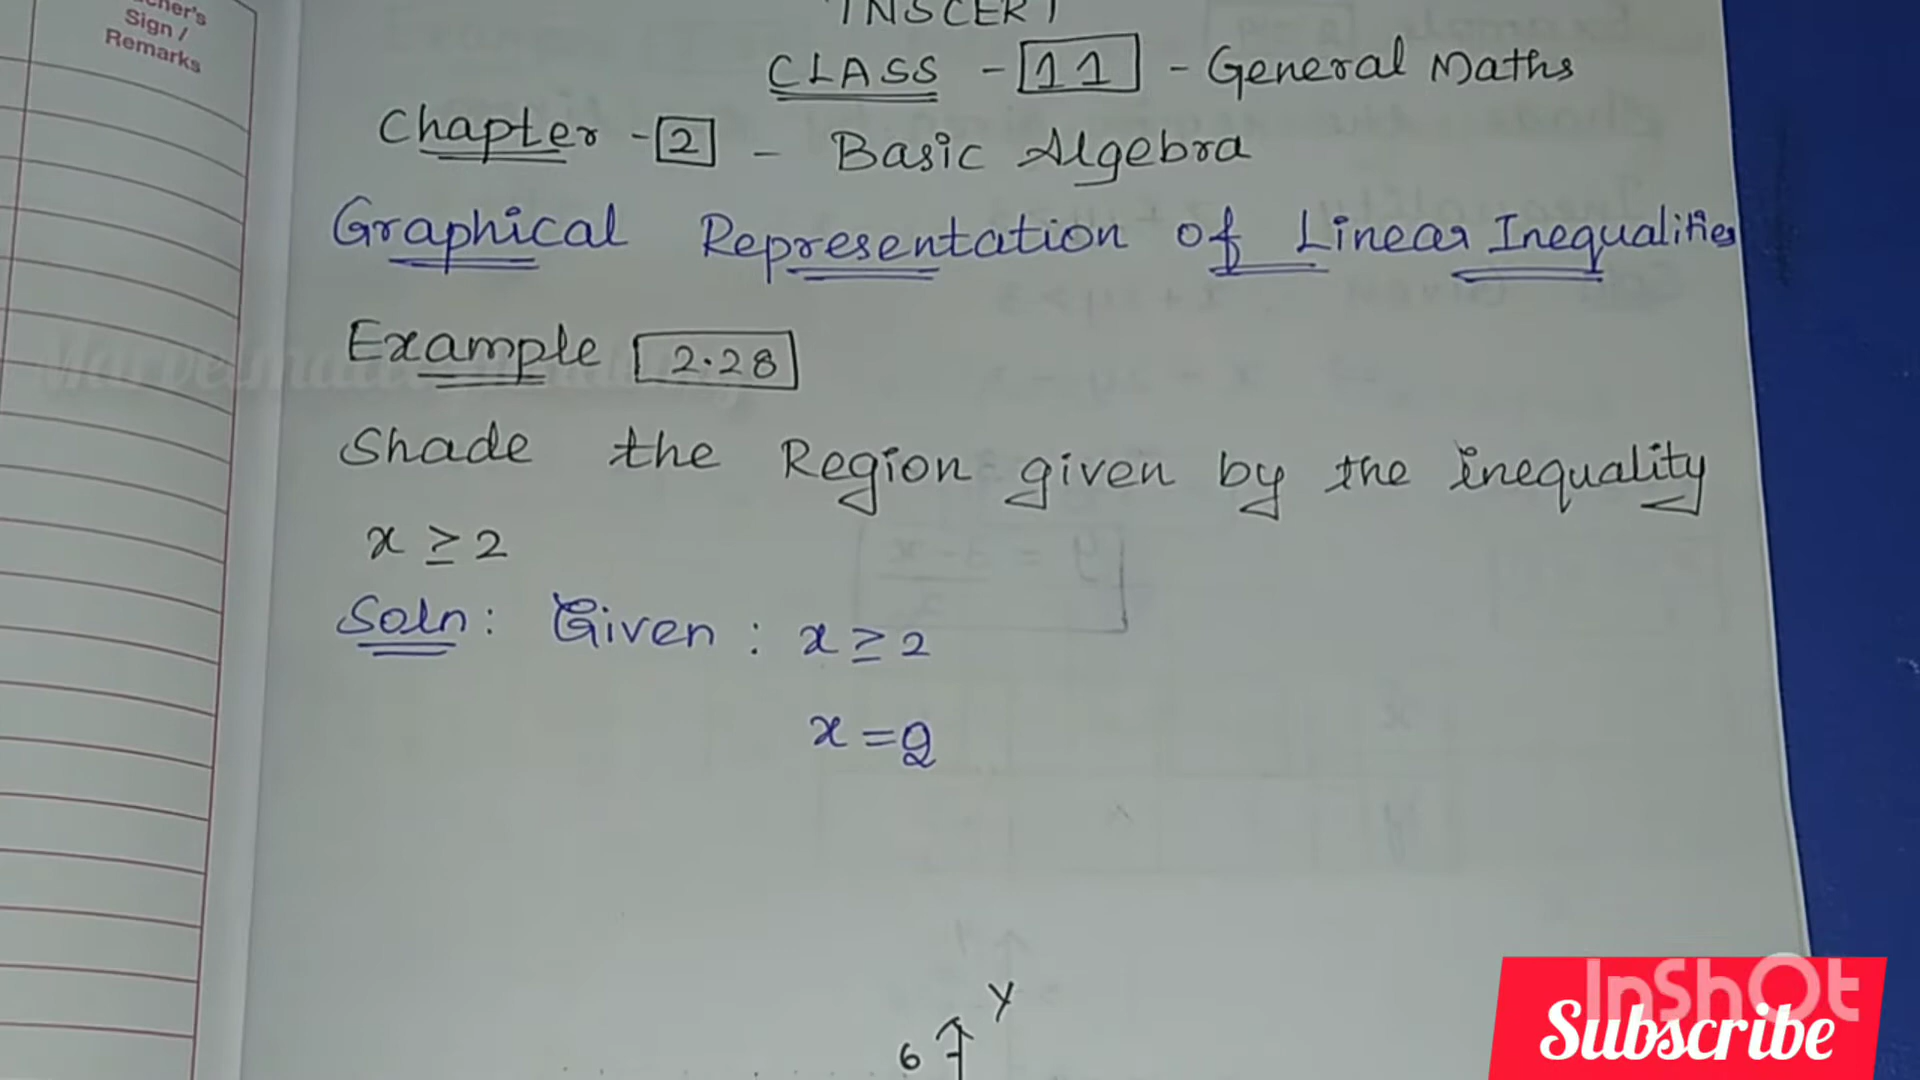 Sign /
Remarks
TNSCERT
CLASS - 11 - General Maths
Chapter - 2 - Basic Algebra
Graphical Representation of Linear Inequalities
Example 2.28
Shade the Region given by the inequality
x ≥ 2
Soln: Given: x ≥ 2
x = 2
Y
6
InShOt
Subscribe